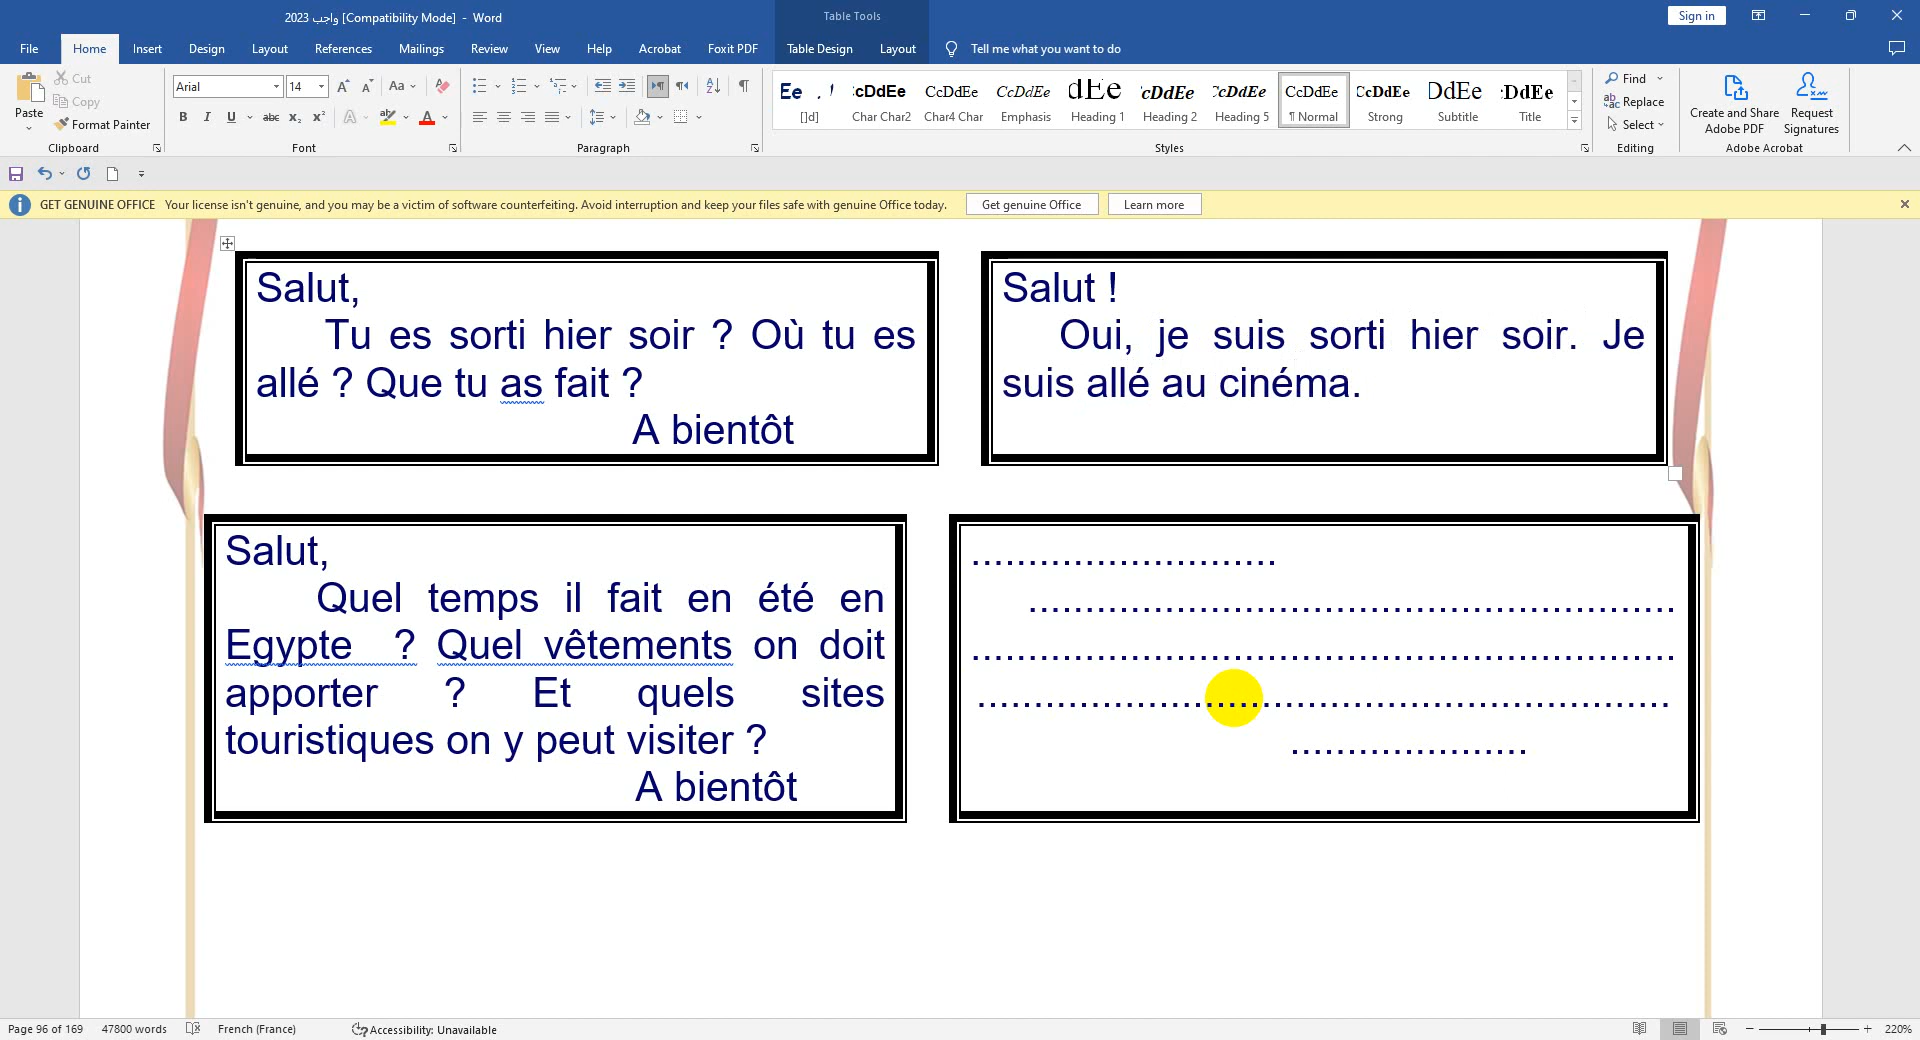 واجب 2023 [Compatibility Mode] - Word
Table Tools
Sign in
File Home Insert Design Layout References Mailings Review View Help Acrobat Foxit PDF Table Design Layout Tell me what you want to do
Paste
Cut
Copy
Format Painter
Clipboard
Arial 14
Font
Paragraph
[]d] Char Char2 Char4 Char Emphasis Heading 1 Heading 2 Heading 5 ¶ Normal Strong Subtitle Title
Styles
Find
Replace
Select
Editing
Create and Share Adobe PDF
Request Signatures
Adobe Acrobat
GET GENUINE OFFICE Your license isn't genuine, and you may be a victim of software counterfeiting. Avoid interruption and keep your files safe with genuine Office today. Get genuine Office Learn more
Salut,
Tu es sorti hier soir ? Où tu es
allé ? Que tu as fait ?
A bientôt
Salut !
Oui, je suis sorti hier soir. Je
suis allé au cinéma.
Salut,
Quel temps il fait en été en
Egypte ? Quel vêtements on doit
apporter ? Et quels sites
touristiques on y peut visiter ?
A bientôt
Page 96 of 169 47800 words French (France) Accessibility: Unavailable 220%